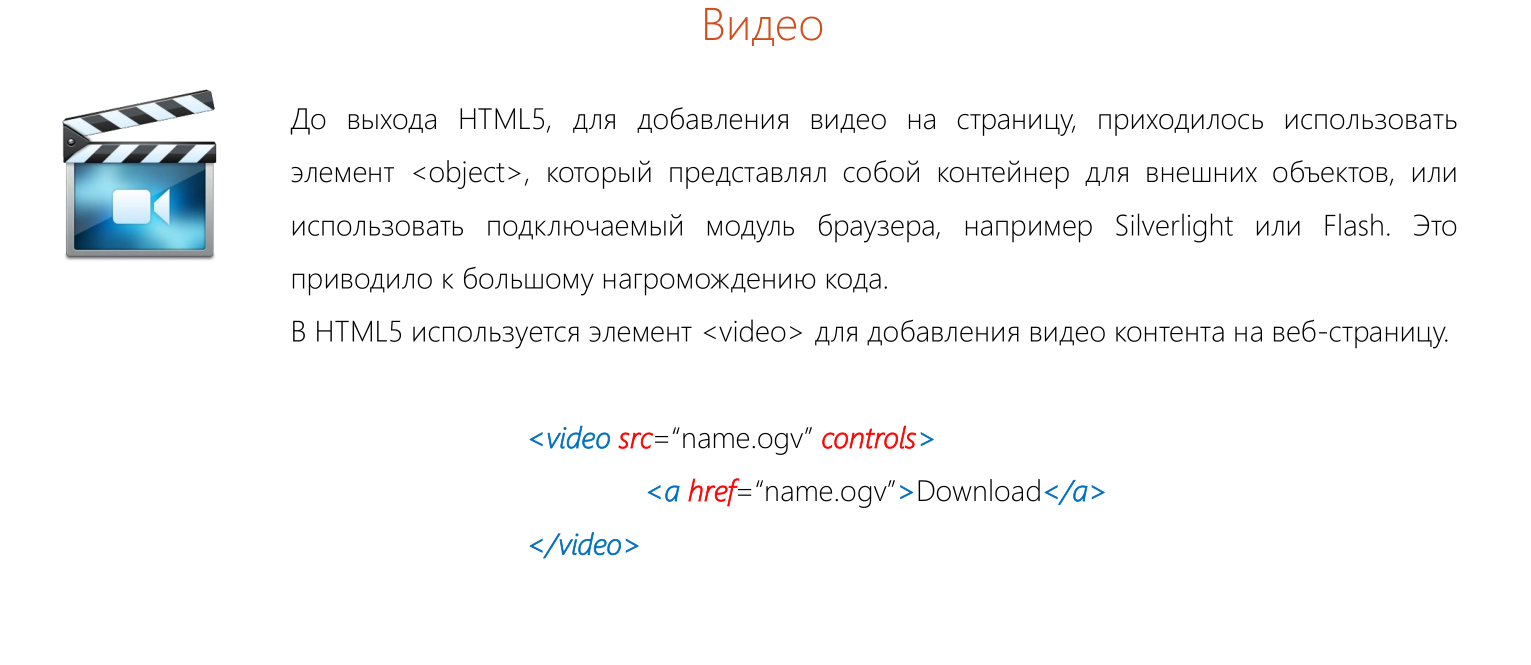 Видео
До выхода HTML5, для добавления видео на страницу, приходилось использовать
элемент <object>, который представлял собой контейнер для внешних объектов, или
использовать подключаемый модуль браузера, например Silverlight или Flash. Это
приводило к большому нагромождению кода.
В HTML5 используется элемент <video> для добавления видео контента на веб-страницу.
<video src=“name.ogv” controls>
<a href=“name.ogv”>Download</a>
</video>